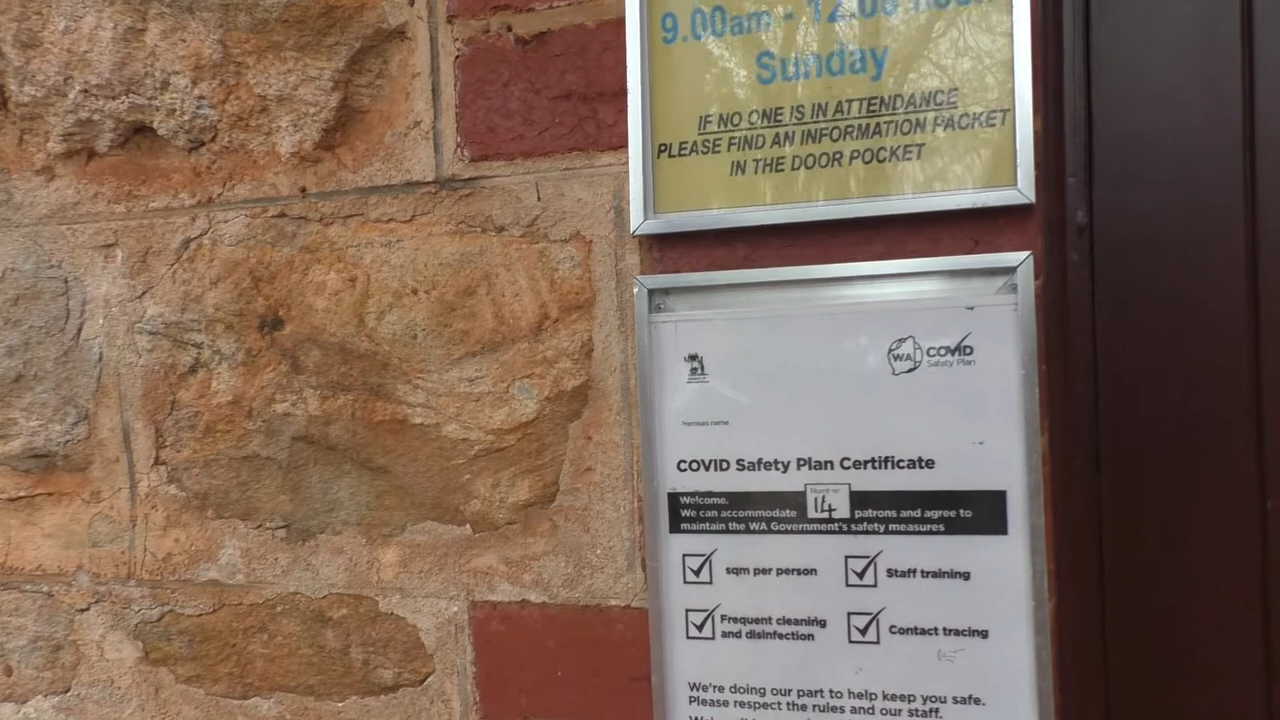 9.00am - 12.00 noon
Sunday
IF NO ONE IS IN ATTENDANCE
PLEASE FIND AN INFORMATION PACKET
IN THE DOOR POCKET
WA COVID
Safety Plan
Premises name
COVID Safety Plan Certificate
Welcome.
Number
We can accommodate 14 patrons and agree to
maintain the WA Government's safety measures
sqm per person
Staff training
Frequent cleaning
and disinfection
Contact tracing
We're doing our part to help keep you safe.
Please respect the rules and our staff.